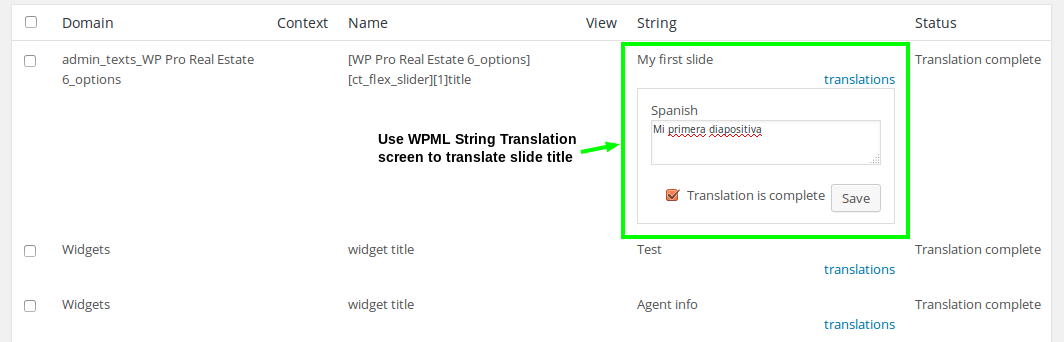 Domain Context Name View String Status
admin_texts_WP Pro Real Estate [WP Pro Real Estate 6_options] My first slide Translation complete
6_options [ct_flex_slider][1]title translations
Spanish
Mi primera diapositiva
Use WPML String Translation
screen to translate slide title
Translation is complete Save
Widgets widget title Test Translation complete
translations
Widgets widget title Agent info Translation complete
translations